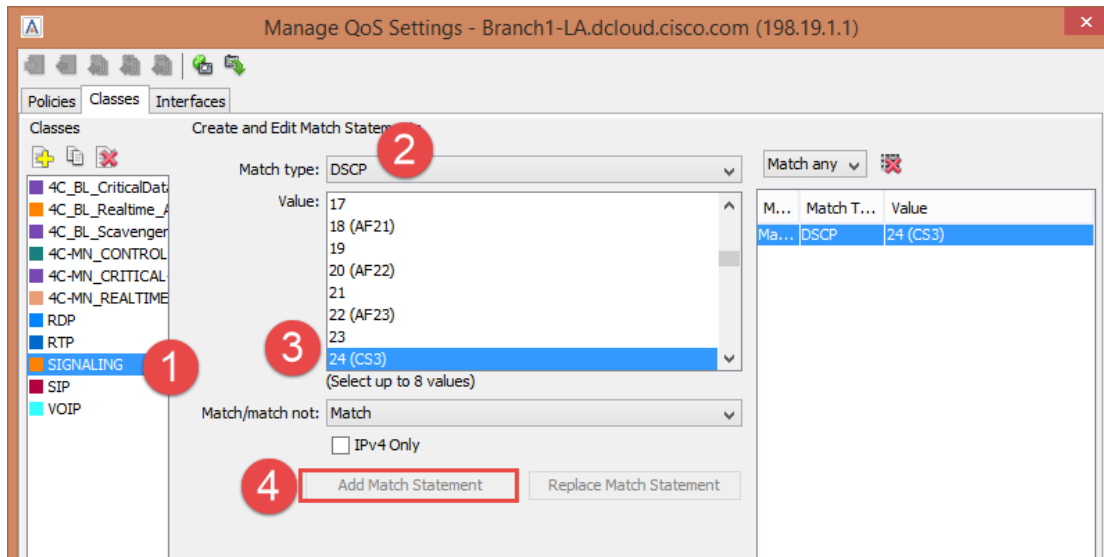 Manage QoS Settings - Branch1-LA.dcloud.cisco.com (198.19.1.1)
Policies Classes Interfaces
Classes
4C_BL_CriticalData
4C_BL_Realtime_A
4C_BL_Scavenger
4C-MN_CONTROL
4C-MN_CRITICAL-
4C-MN_REALTIME
RDP
RTP
SIGNALING
1
SIP
VOIP
Create and Edit Match
2
Match type: DSCP
Value: 17
18 (AF21)
19
20 (AF22)
21
22 (AF23)
23
3
24 (CS3)
(Select up to 8 values)
Match/match not: Match
IPv4 Only
4
Add Match Statement Replace Match Statement
Match any
M... Match T... Value
Ma... DSCP 24 (CS3)